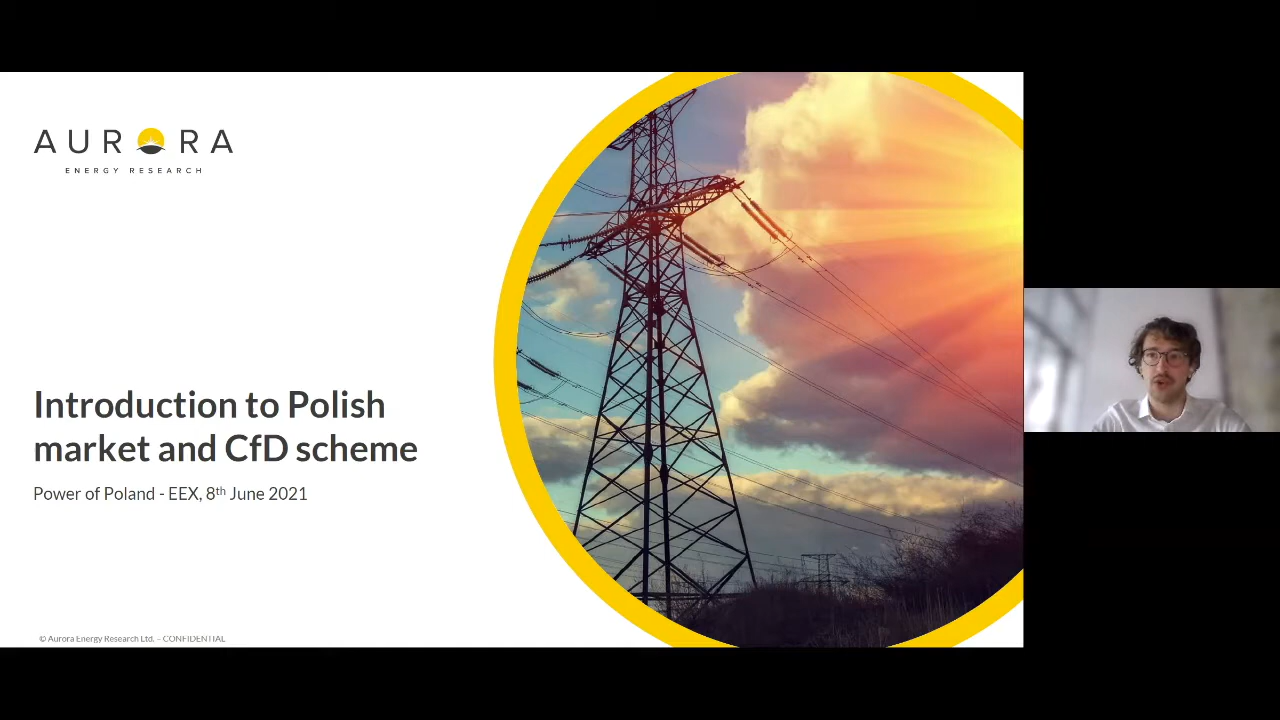 AURORA
ENERGY RESEARCH
Introduction to Polish
market and CfD scheme
Power of Poland - EEX, 8th June 2021
© Aurora Energy Research Ltd. - CONFIDENTIAL